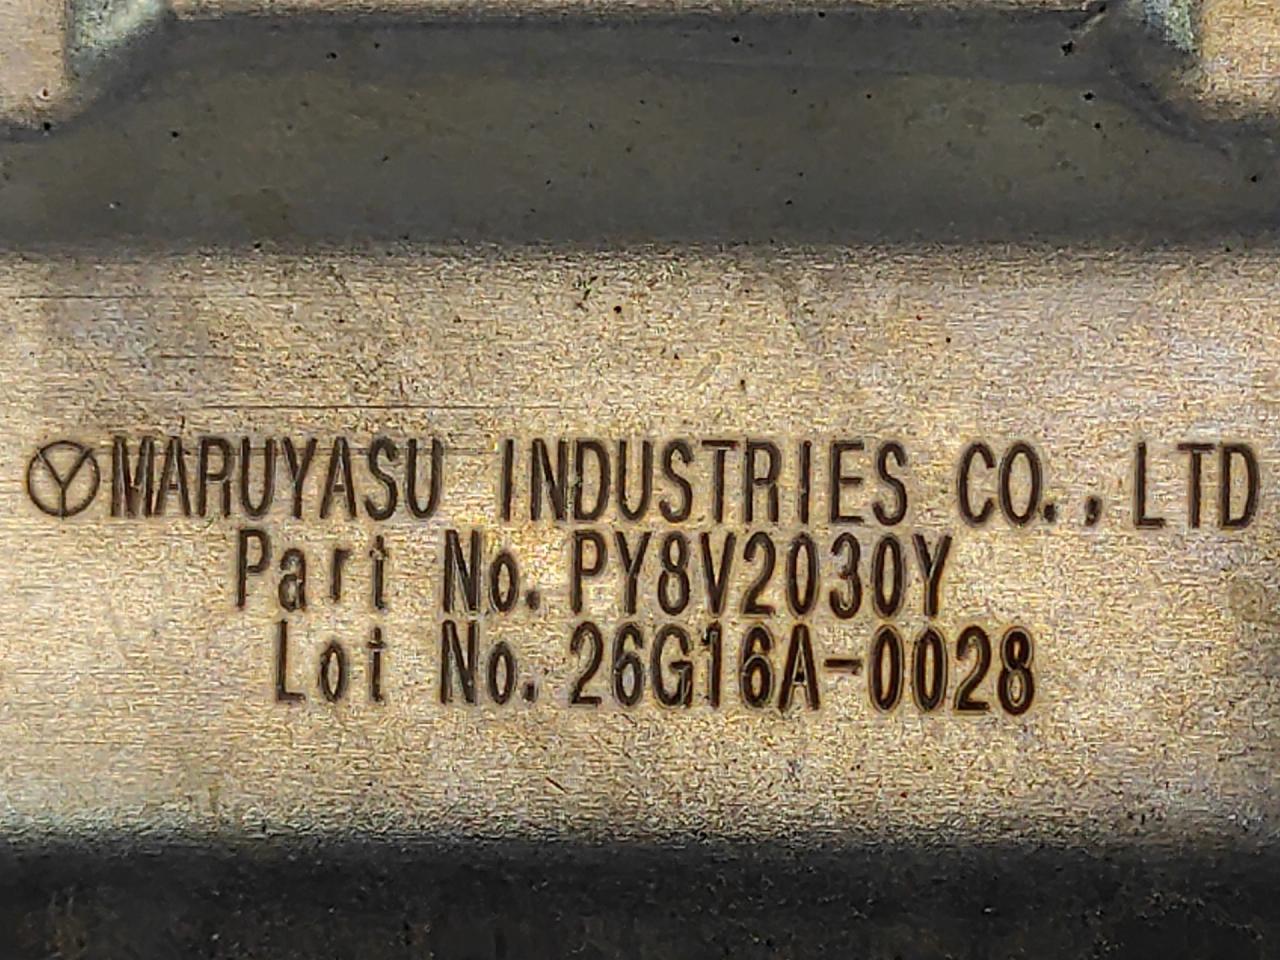 Ⓨ MARUYASU INDUSTRIES CO.,LTD
Part No.PY8V2030Y
Lot No.26G16A-0028